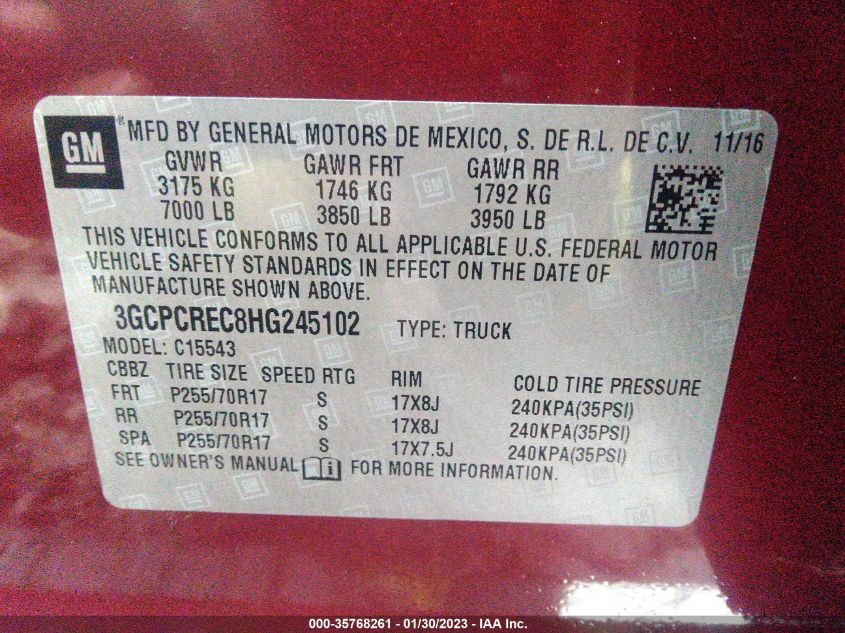 GM ® MFD BY GENERAL MOTORS DE MEXICO, S. DE R.L. DE C.V. 11/16
GVWR GAWR FRT GAWR RR
3175 KG 1746 KG 1792 KG
7000 LB 3850 LB 3950 LB
THIS VEHICLE CONFORMS TO ALL APPLICABLE U.S. FEDERAL MOTOR
VEHICLE SAFETY STANDARDS IN EFFECT ON THE DATE OF
MANUFACTURE SHOWN ABOVE.
3GCPCREC8HG245102 TYPE: TRUCK
MODEL: C15543
CBBZ TIRE SIZE SPEED RTG RIM COLD TIRE PRESSURE
FRT P255/70R17 S 17X8J 240KPA(35PSI)
RR P255/70R17 S 17X8J 240KPA(35PSI)
SPA P255/70R17 S 17X7.5J 240KPA(35PSI)
SEE OWNER'S MANUAL i FOR MORE INFORMATION.
000-35768261 - 01/30/2023 - IAA Inc.